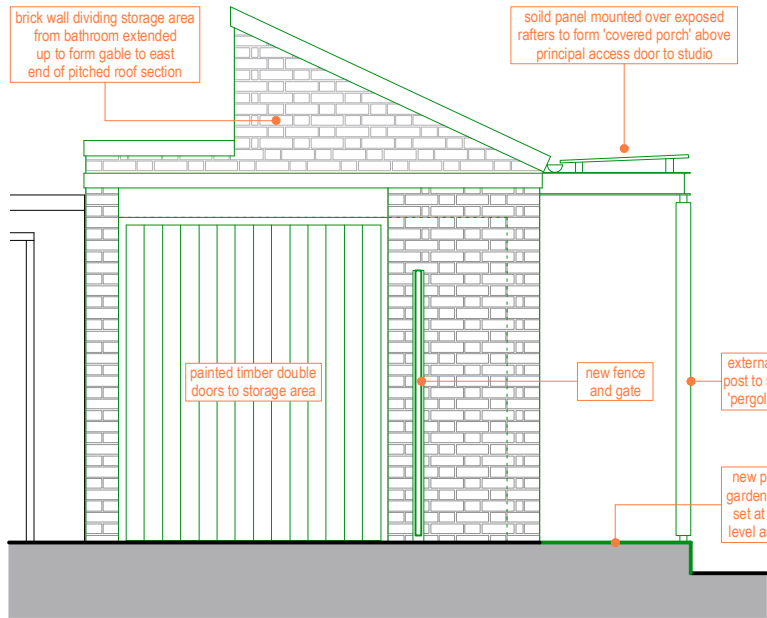 brick wall dividing storage area
from bathroom extended
up to form gable to east
end of pitched roof section
soild panel mounted over exposed
rafters to form 'covered porch' above
principal access door to studio
painted timber double
doors to storage area
new fence
and gate
post to
new
garden
set at
level